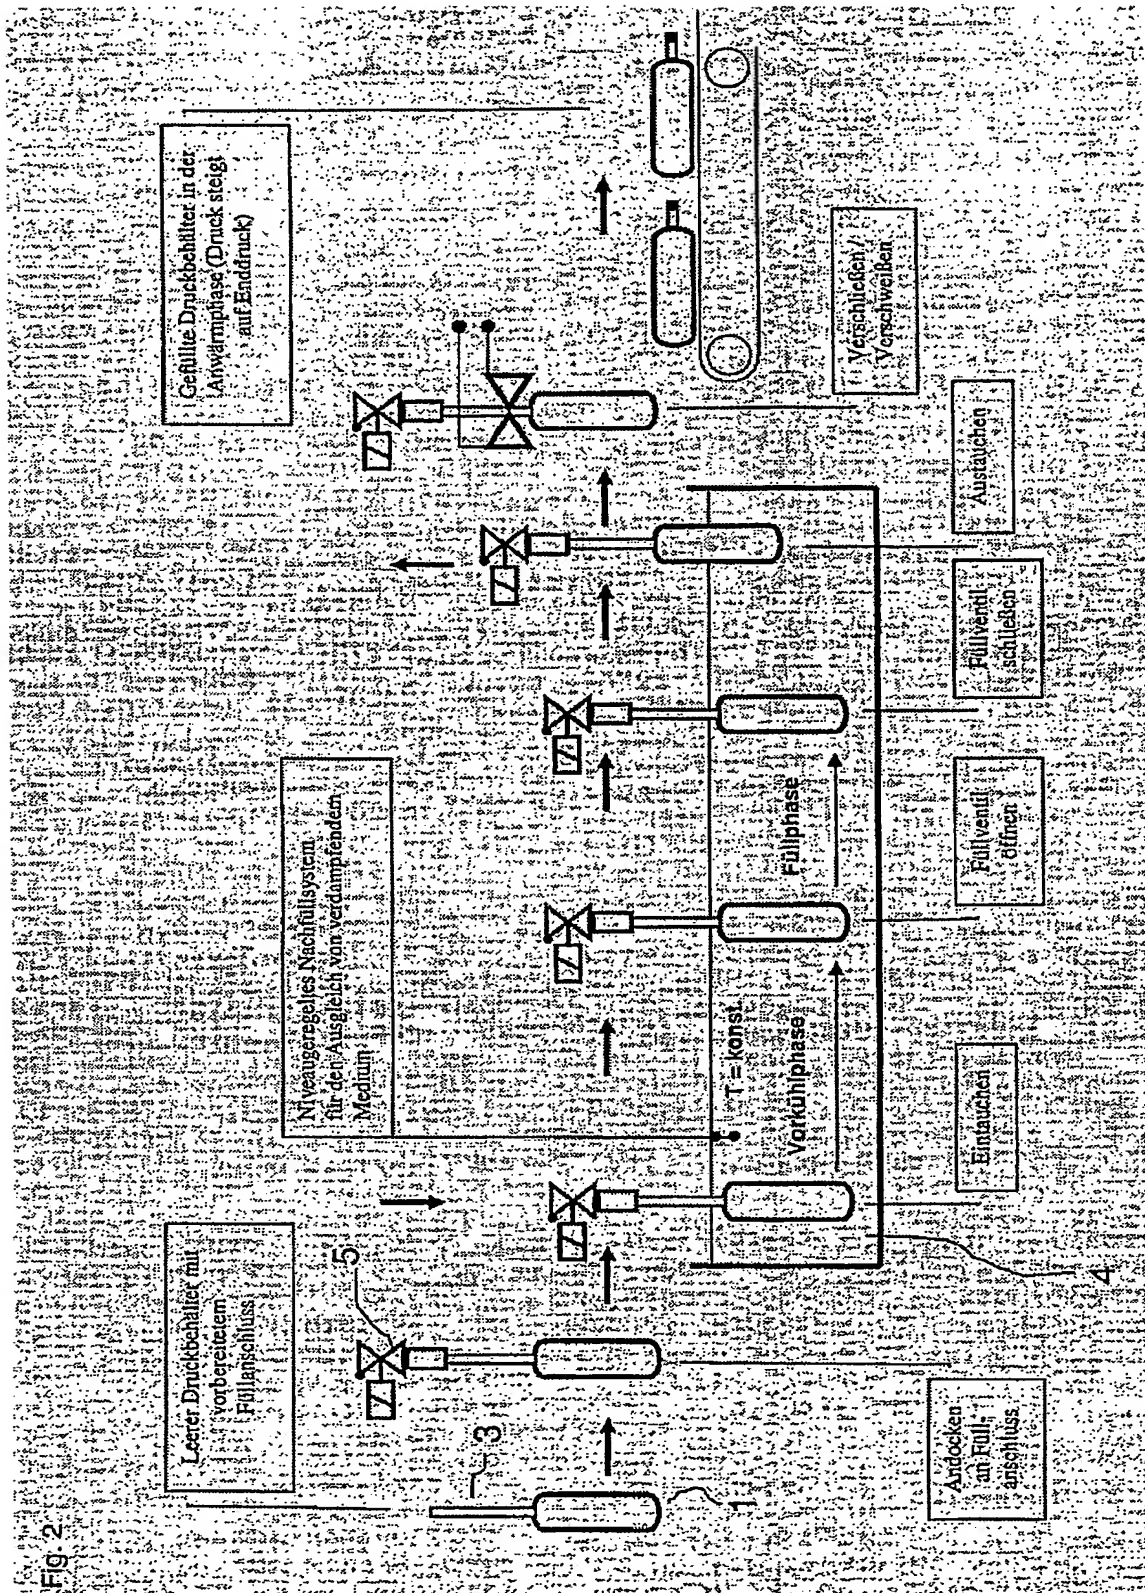 Fig. 2
Leerer Druckbehälter mit
vorbereitetem
Füllanschluss
Niveaugeregeltes Nachfüllsystem
für den Ausgleich von verdampfendem
Medium
Gefüllte Druckbehälter in der
Anwärmphase (Druck steigt
auf Enddruck)
3
5
1
4
T = konst.
Vorkühlphase
Füllphase
Andocken
an Füll-
anschluss
Eintauchen
Füllventil
öffnen
Füllventil
schließen
Austauchen
Verschließen/
Verschweißen